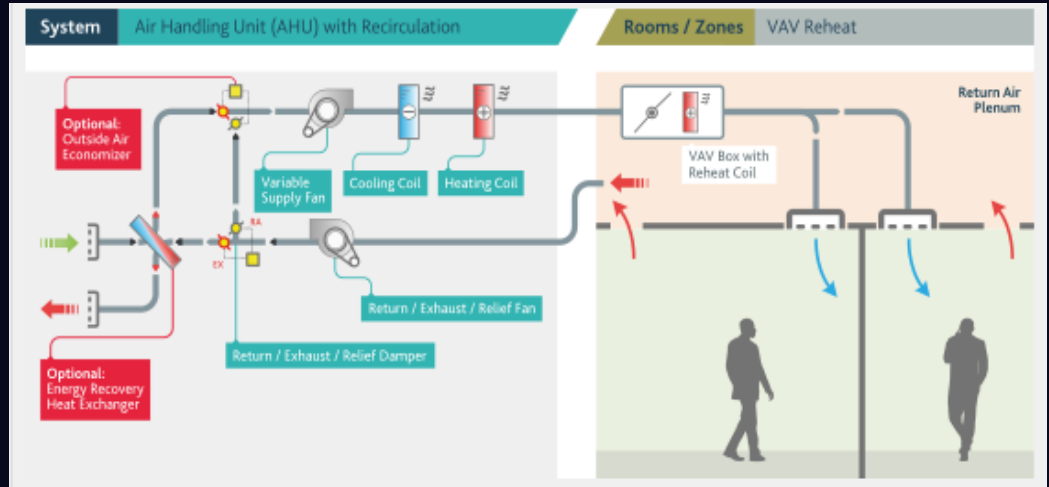 System Air Handling Unit (AHU) with Recirculation
Rooms / Zones VAV Reheat
Optional:
Outside Air
Economizer
Variable
Supply Fan
Cooling Coil
Heating Coil
VAV Box with
Reheat Coil
Return Air
Plenum
RA
EX
Return / Exhaust / Relief Fan
Return / Exhaust / Relief Damper
Optional:
Energy Recovery
Heat Exchanger